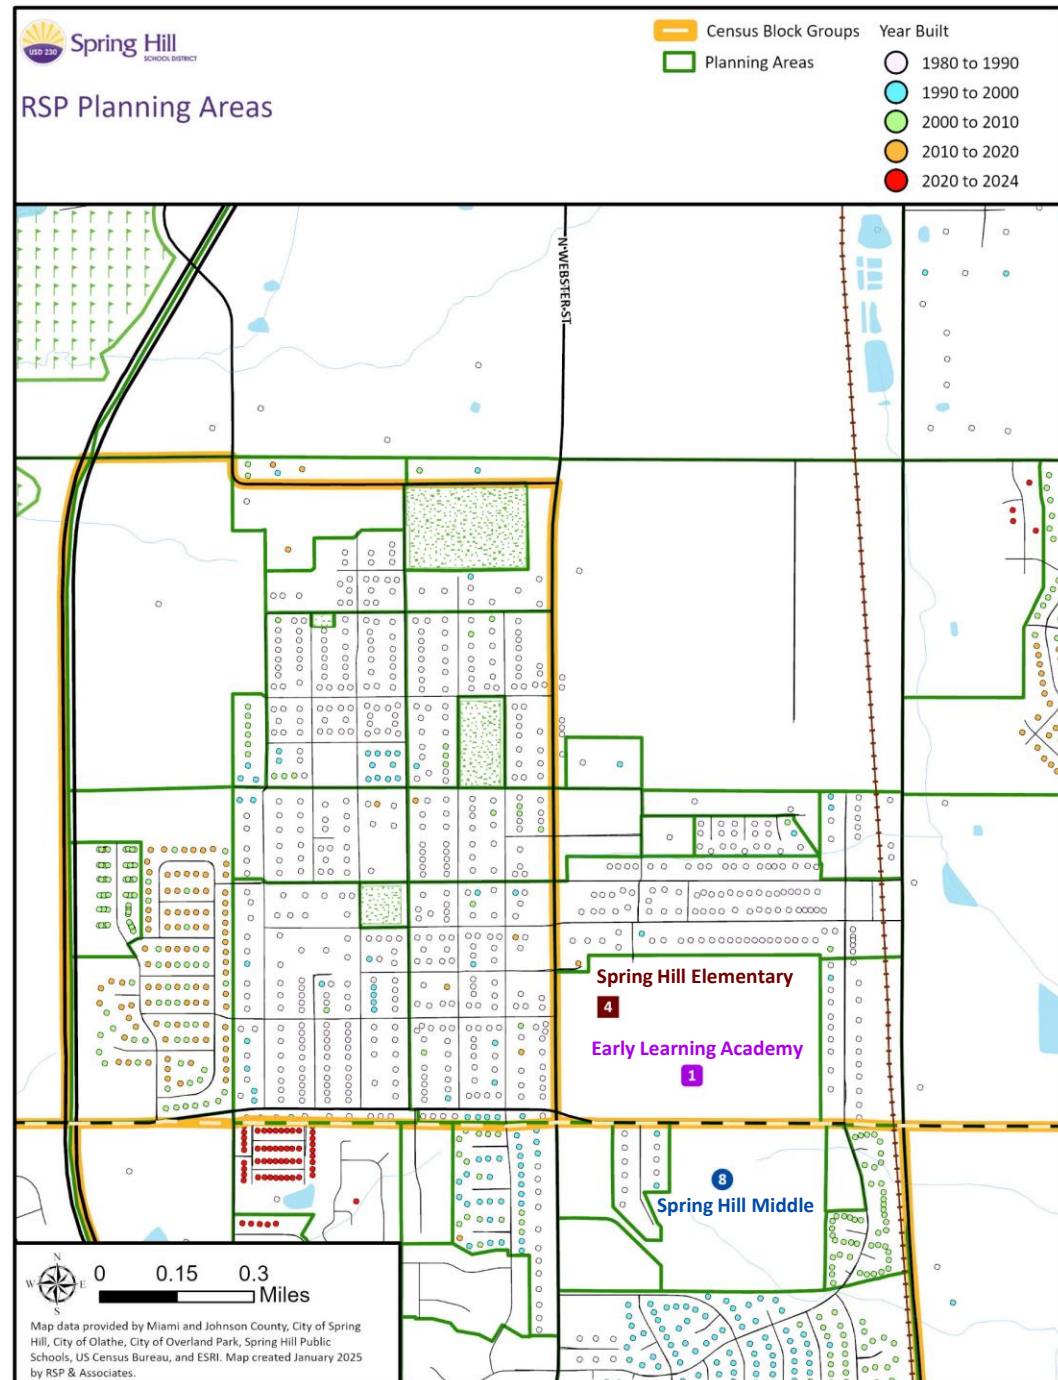 USD 230
Spring Hill
SCHOOL DISTRICT
RSP Planning Areas
Census Block Groups
Planning Areas
Year Built
1980 to 1990
1990 to 2000
2000 to 2010
2010 to 2020
2020 to 2024
N WEBSTER ST
Spring Hill Elementary
4
Early Learning Academy
1
8
Spring Hill Middle
N
W E
S
0 0.15 0.3
Miles
Map data provided by Miami and Johnson County, City of Spring
Hill, City of Olathe, City of Overland Park, Spring Hill Public
Schools, US Census Bureau, and ESRI. Map created January 2025
by RSP & Associates.